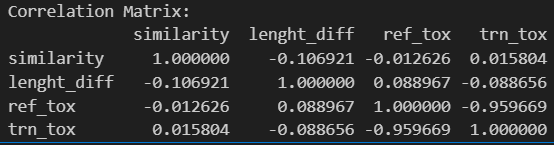 Correlation Matrix:
similarity lenght_diff ref_tox trn_tox
similarity 1.000000 -0.106921 -0.012626 0.015804
lenght_diff -0.106921 1.000000 0.088967 -0.088656
ref_tox -0.012626 0.088967 1.000000 -0.959669
trn_tox 0.015804 -0.088656 -0.959669 1.000000